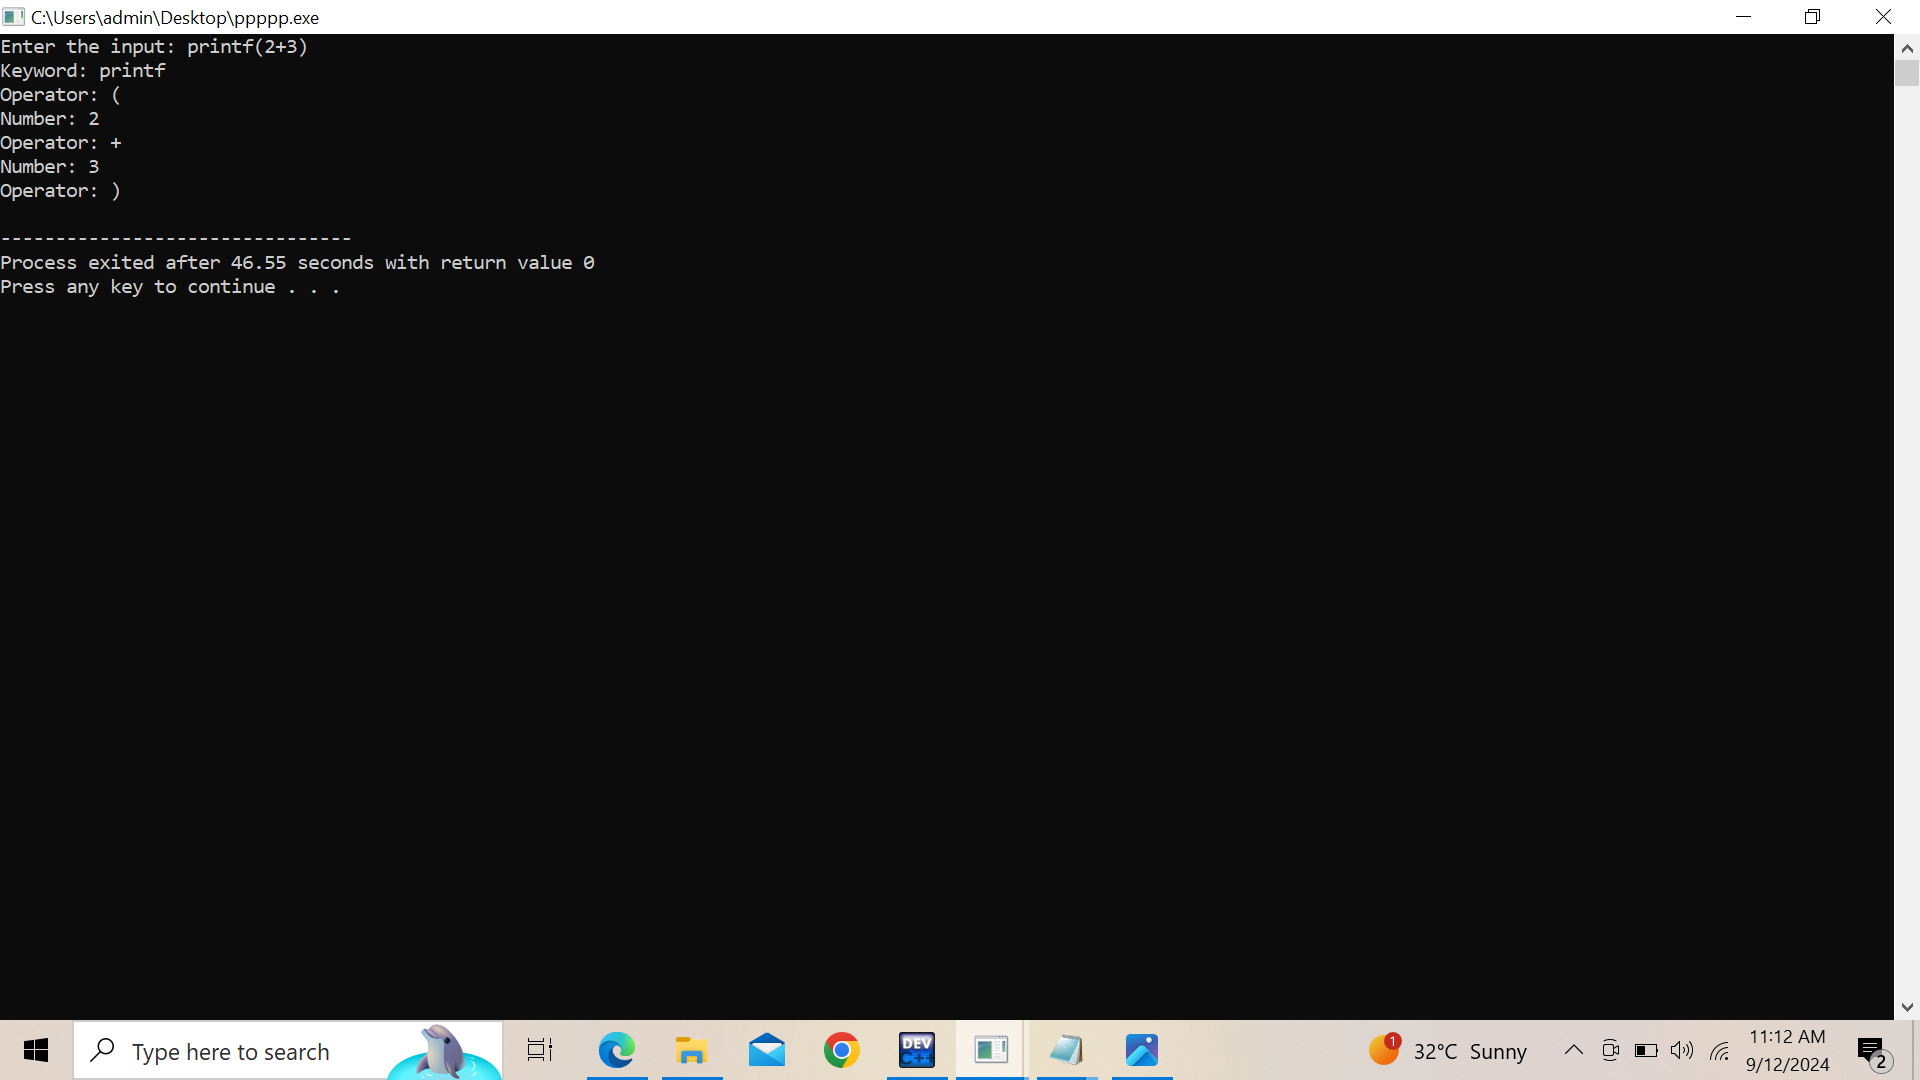 C:\Users\admin\Desktop\ppppp.exe
Enter the input: printf(2+3)
Keyword: printf
Operator: (
Number: 2
Operator: +
Number: 3
Operator: )
--------------------------------
Process exited after 46.55 seconds with return value 0
Press any key to continue . . .
Type here to search
DEV
C++
1
32°C Sunny
11:12 AM
9/12/2024
2